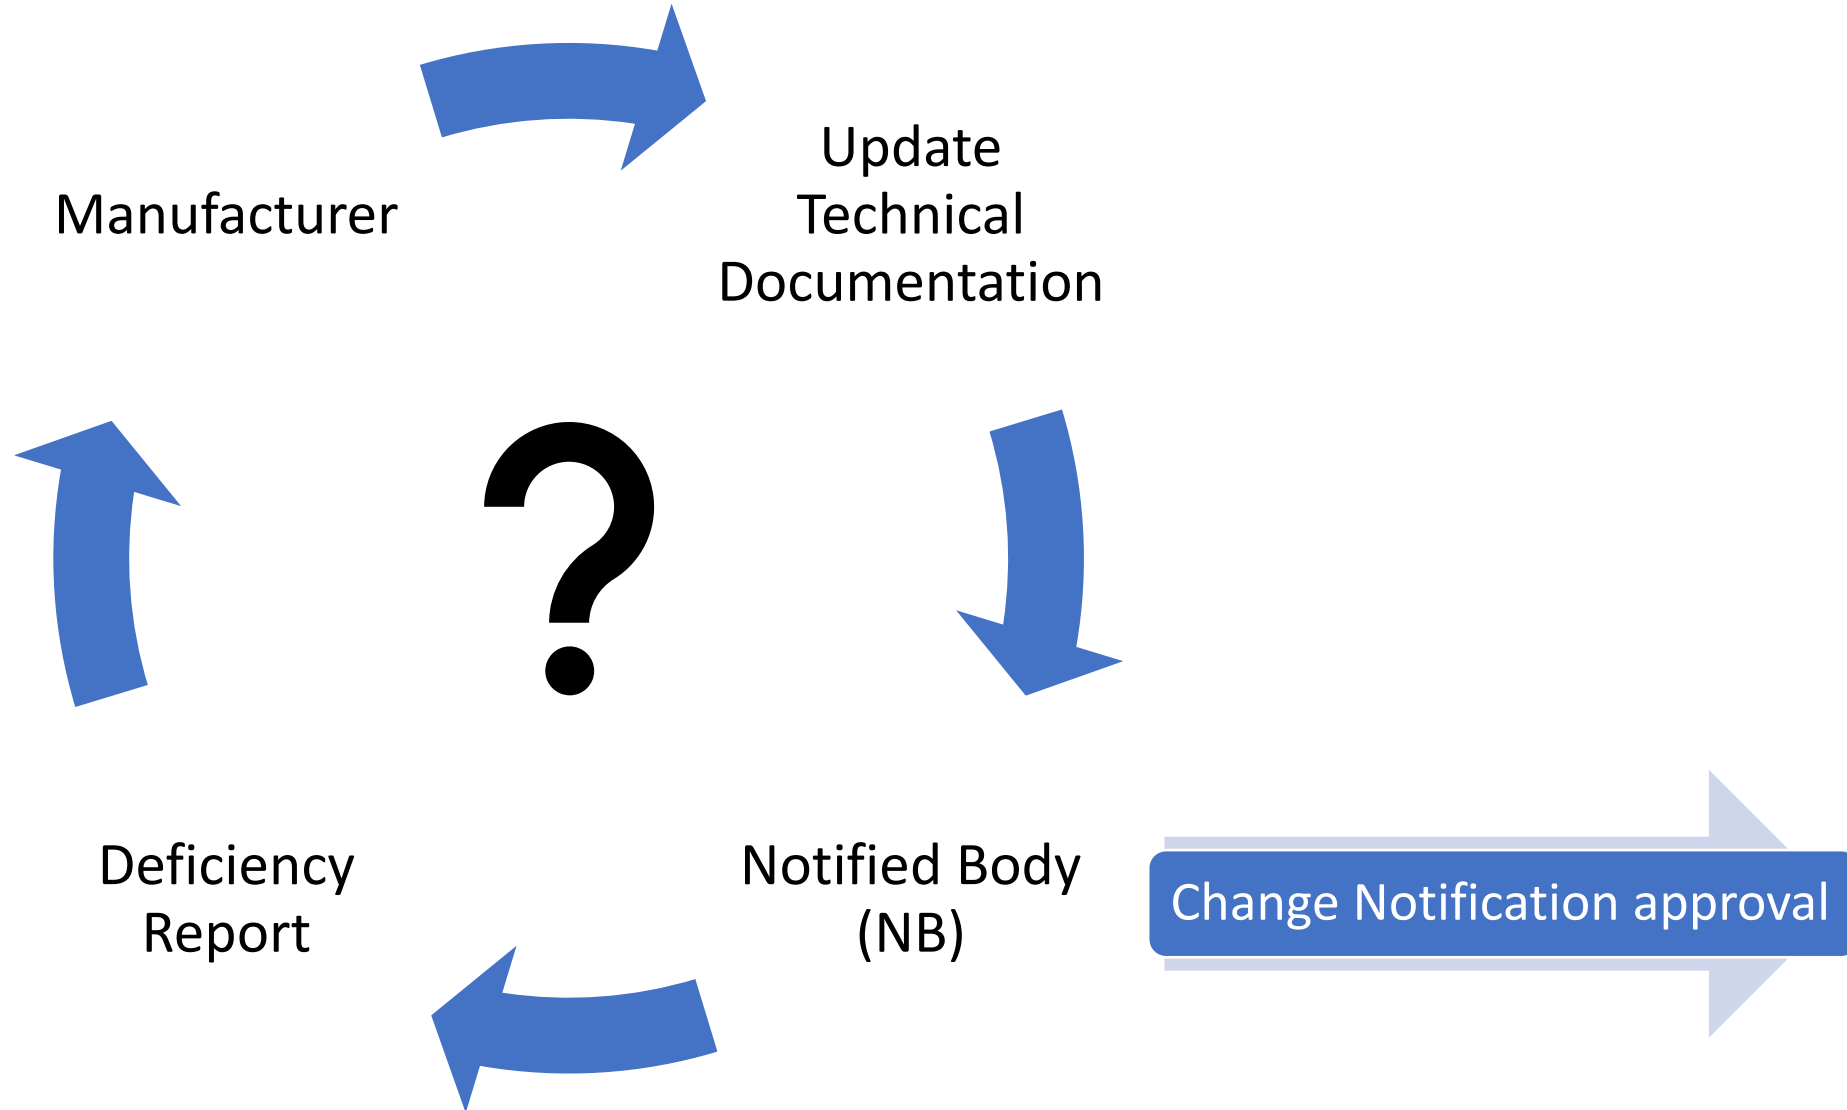 Manufacturer
Update
Technical
Documentation
?
Deficiency
Report
Notified Body
(NB)
Change Notification approval